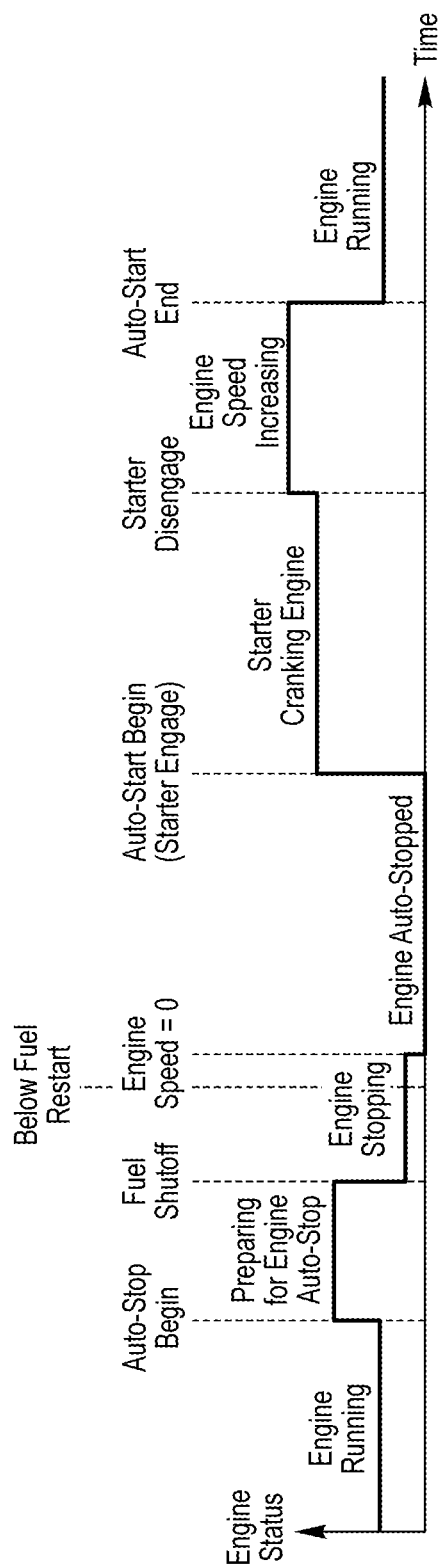 Below Fuel
Restart
Auto-Stop
Begin
Fuel
Shutoff
Engine
Speed = 0
Auto-Start Begin
(Starter Engage)
Starter
Disengage
Auto-Start
End
Engine
Status
Engine
Running
Preparing
for Engine
Auto-Stop
Engine
Stopping
Engine Auto-Stopped
Starter
Cranking Engine
Engine
Speed
Increasing
Engine
Running
Time